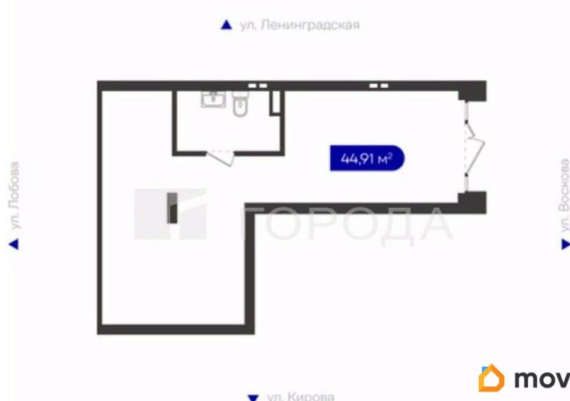 ул. Ленинградская
44,91 м²
ул. Лобова
ул. Воскова
ГОРОДА
ул. Кирова
mov